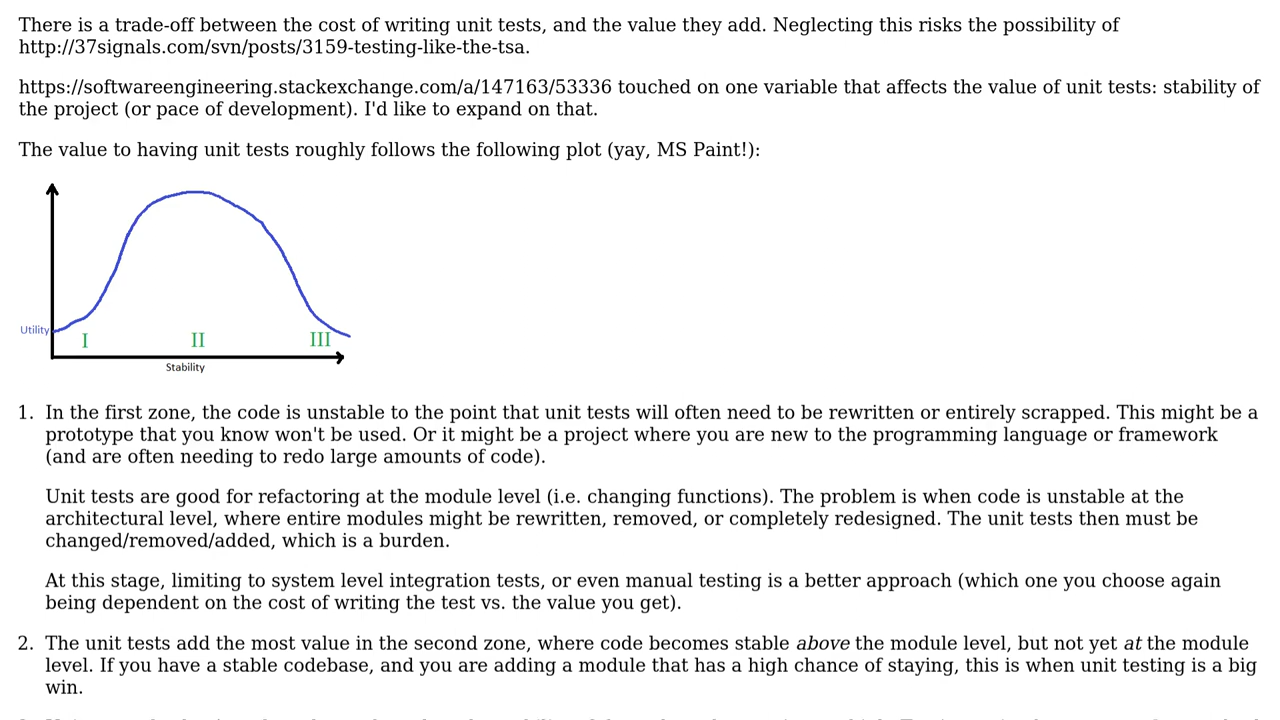 There is a trade-off between the cost of writing unit tests, and the value they add. Neglecting this risks the possibility of
http://37signals.com/svn/posts/3159-testing-like-the-tsa.
https://softwareengineering.stackexchange.com/a/147163/53336 touched on one variable that affects the value of unit tests: stability of
the project (or pace of development). I'd like to expand on that.
The value to having unit tests roughly follows the following plot (yay, MS Paint!):
Utility
I
II
III
Stability
1. In the first zone, the code is unstable to the point that unit tests will often need to be rewritten or entirely scrapped. This might be a
prototype that you know won't be used. Or it might be a project where you are new to the programming language or framework
(and are often needing to redo large amounts of code).
Unit tests are good for refactoring at the module level (i.e. changing functions). The problem is when code is unstable at the
architectural level, where entire modules might be rewritten, removed, or completely redesigned. The unit tests then must be
changed/removed/added, which is a burden.
At this stage, limiting to system level integration tests, or even manual testing is a better approach (which one you choose again
being dependent on the cost of writing the test vs. the value you get).
2. The unit tests add the most value in the second zone, where code becomes stable above the module level, but not yet at the module
level. If you have a stable codebase, and you are adding a module that has a high chance of staying, this is when unit testing is a big
win.